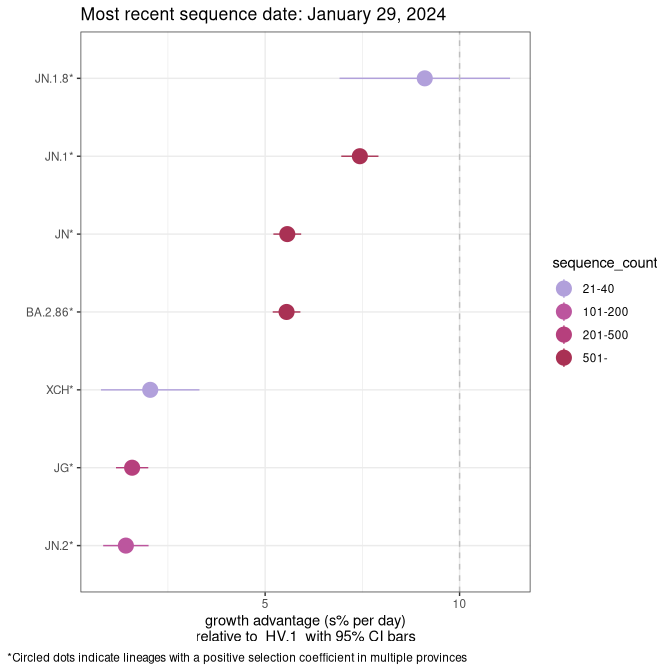 Most recent sequence date: January 29, 2024
JN.1.8*
JN.1*
JN*
BA.2.86*
XCH*
JG*
JN.2*
5
10
growth advantage (s% per day)
relative to HV.1 with 95% CI bars
sequence_count
21-40
101-200
201-500
501-
*Circled dots indicate lineages with a positive selection coefficient in multiple provinces